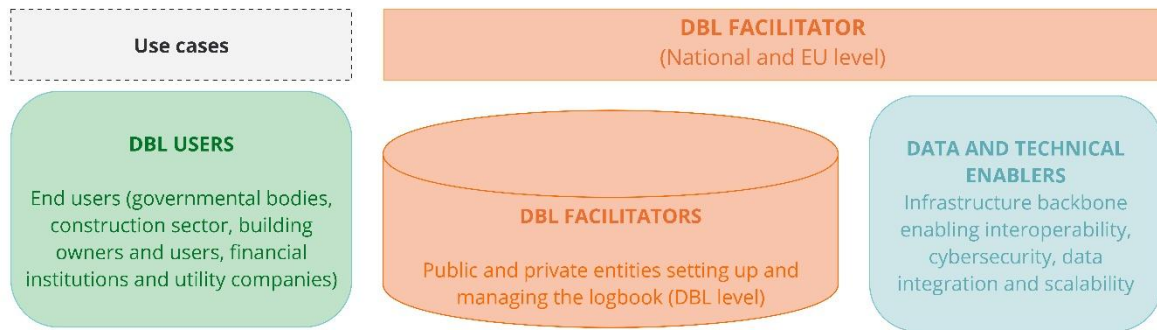 Use cases
DBL FACILITATOR
(National and EU level)
DBL USERS
End users (governmental bodies,
construction sector, building
owners and users, financial
institutions and utility companies)
DBL FACILITATORS
Public and private entities setting up and
managing the logbook (DBL level)
DATA AND TECHNICAL
ENABLERS
Infrastructure backbone
enabling interoperability,
cybersecurity, data
integration and scalability